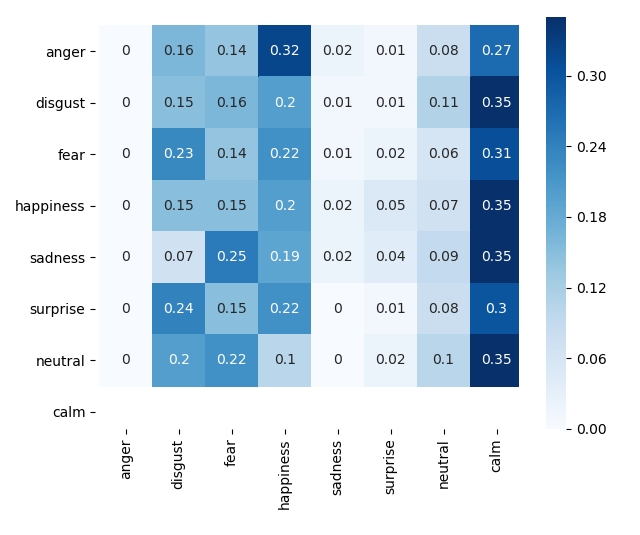 anger 0 0.16 0.14 0.32 0.02 0.01 0.08 0.27
disgust 0 0.15 0.16 0.2 0.01 0.01 0.11 0.35
fear 0 0.23 0.14 0.22 0.01 0.02 0.06 0.31
happiness 0 0.15 0.15 0.2 0.02 0.05 0.07 0.35
sadness 0 0.07 0.25 0.19 0.02 0.04 0.09 0.35
surprise 0 0.24 0.15 0.22 0 0.01 0.08 0.3
neutral 0 0.2 0.22 0.1 0 0.02 0.1 0.35
calm
anger
disgust
fear
happiness
sadness
surprise
neutral
calm
0.30
0.24
0.18
0.12
0.06
0.00